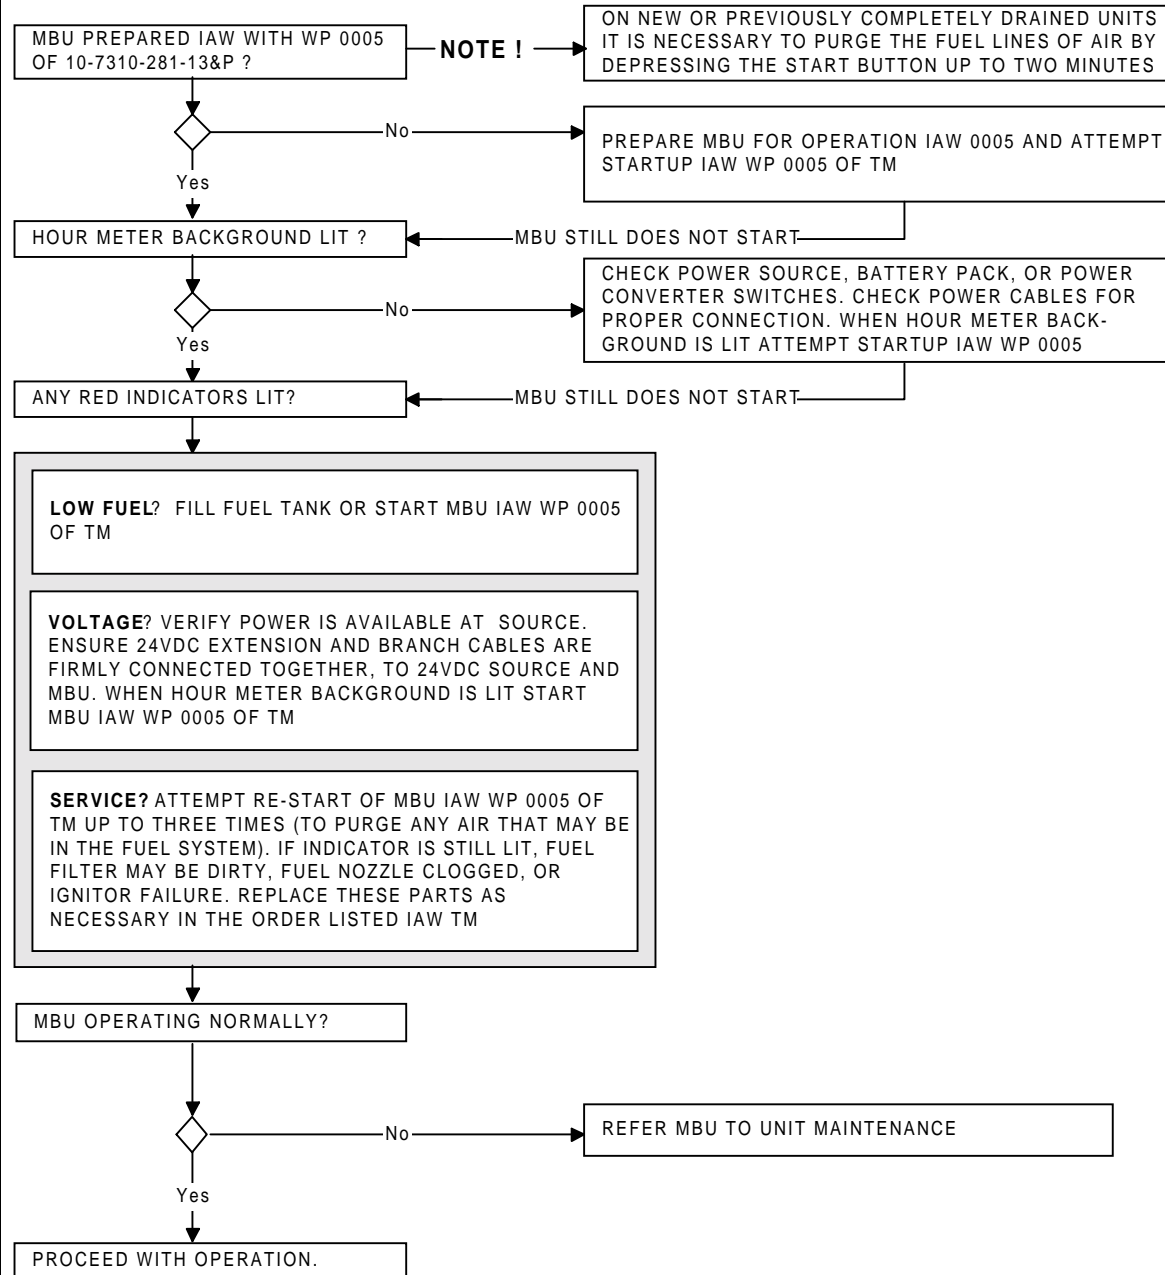 MBU PREPARED IAW WITH WP 0005
OF 10-7310-281-13&P ?
NOTE !
ON NEW OR PREVIOUSLY COMPLETELY DRAINED UNITS
IT IS NECESSARY TO PURGE THE FUEL LINES OF AIR BY
DEPRESSING THE START BUTTON UP TO TWO MINUTES
No
PREPARE MBU FOR OPERATION IAW 0005 AND ATTEMPT
STARTUP IAW WP 0005 OF TM
Yes
HOUR METER BACKGROUND LIT ?
MBU STILL DOES NOT START
No
CHECK POWER SOURCE, BATTERY PACK, OR POWER
CONVERTER SWITCHES. CHECK POWER CABLES FOR
PROPER CONNECTION. WHEN HOUR METER BACK-
GROUND IS LIT ATTEMPT STARTUP IAW WP 0005
Yes
ANY RED INDICATORS LIT?
MBU STILL DOES NOT START
LOW FUEL? FILL FUEL TANK OR START MBU IAW WP 0005
OF TM
VOLTAGE? VERIFY POWER IS AVAILABLE AT SOURCE.
ENSURE 24VDC EXTENSION AND BRANCH CABLES ARE
FIRMLY CONNECTED TOGETHER, TO 24VDC SOURCE AND
MBU. WHEN HOUR METER BACKGROUND IS LIT START
MBU IAW WP 0005 OF TM
SERVICE? ATTEMPT RE-START OF MBU IAW WP 0005 OF
TM UP TO THREE TIMES (TO PURGE ANY AIR THAT MAY BE
IN THE FUEL SYSTEM). IF INDICATOR IS STILL LIT, FUEL
FILTER MAY BE DIRTY, FUEL NOZZLE CLOGGED, OR
IGNITOR FAILURE. REPLACE THESE PARTS AS
NECESSARY IN THE ORDER LISTED IAW TM
MBU OPERATING NORMALLY?
No
REFER MBU TO UNIT MAINTENANCE
Yes
PROCEED WITH OPERATION.